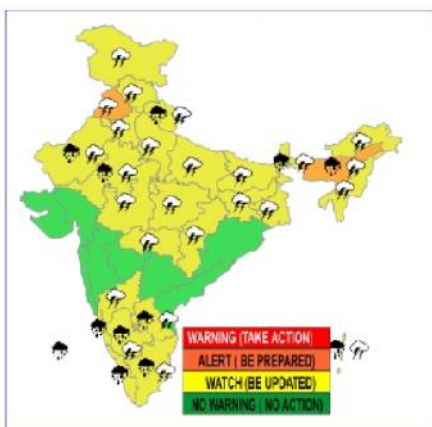 WARNING (TAKE ACTION)
ALERT ( BE PREPARED)
WATCH (BE UPDATED)
NO WARNING ( NO ACTION)